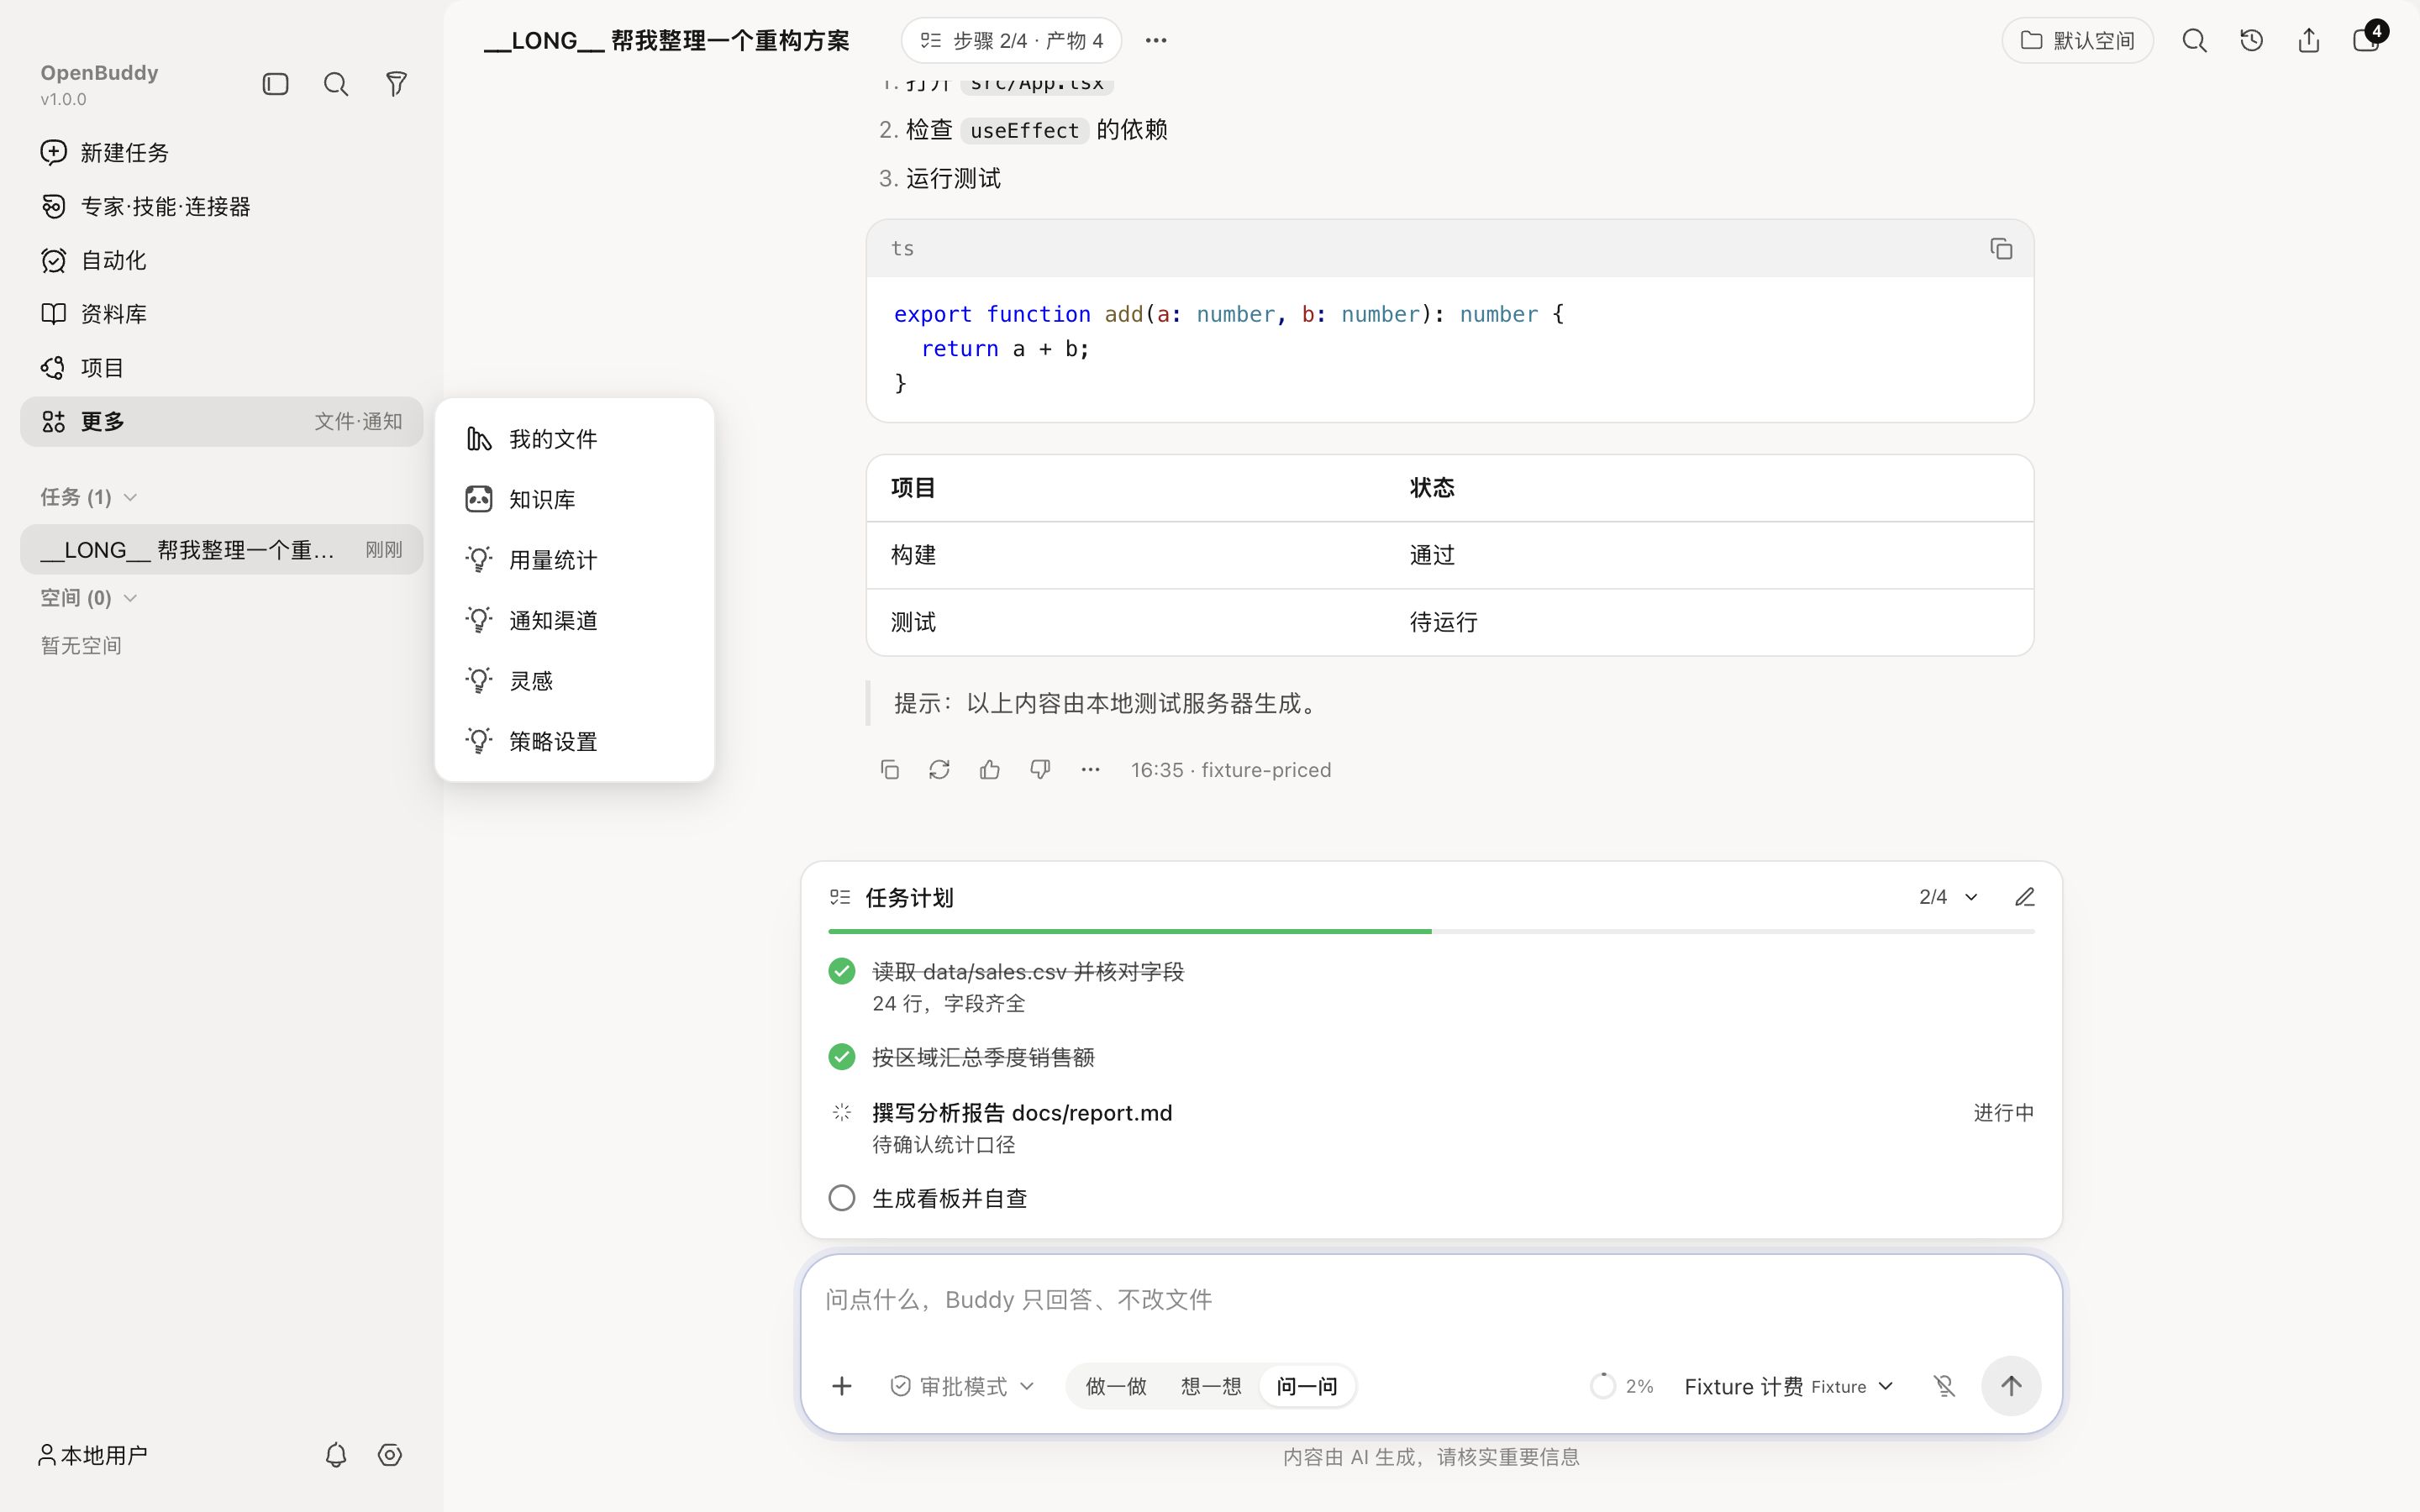 OpenBuddy
v1.0.0
新建任务
专家·技能·连接器
自动化
资料库
项目
更多 文件·通知
任务 (1)
__LONG__ 帮我整理一个重… 刚刚
空间 (0)
暂无空间
本地用户
我的文件
知识库
用量统计
通知渠道
灵感
策略设置
__LONG__ 帮我整理一个重构方案 步骤 2/4 · 产物 4
默认空间 4
1. 打开 src/App.tsx
2. 检查 useEffect 的依赖
3. 运行测试
ts
export function add(a: number, b: number): number {
return a + b;
}
项目 状态
构建 通过
测试 待运行
提示：以上内容由本地测试服务器生成。
16:35 · fixture-priced
任务计划 2/4
读取 data/sales.csv 并核对字段
24 行，字段齐全
按区域汇总季度销售额
撰写分析报告 docs/report.md 进行中
待确认统计口径
生成看板并自查
问点什么，Buddy 只回答、不改文件
审批模式 做一做 想一想 问一问 2% Fixture 计费 Fixture
内容由 AI 生成，请核实重要信息